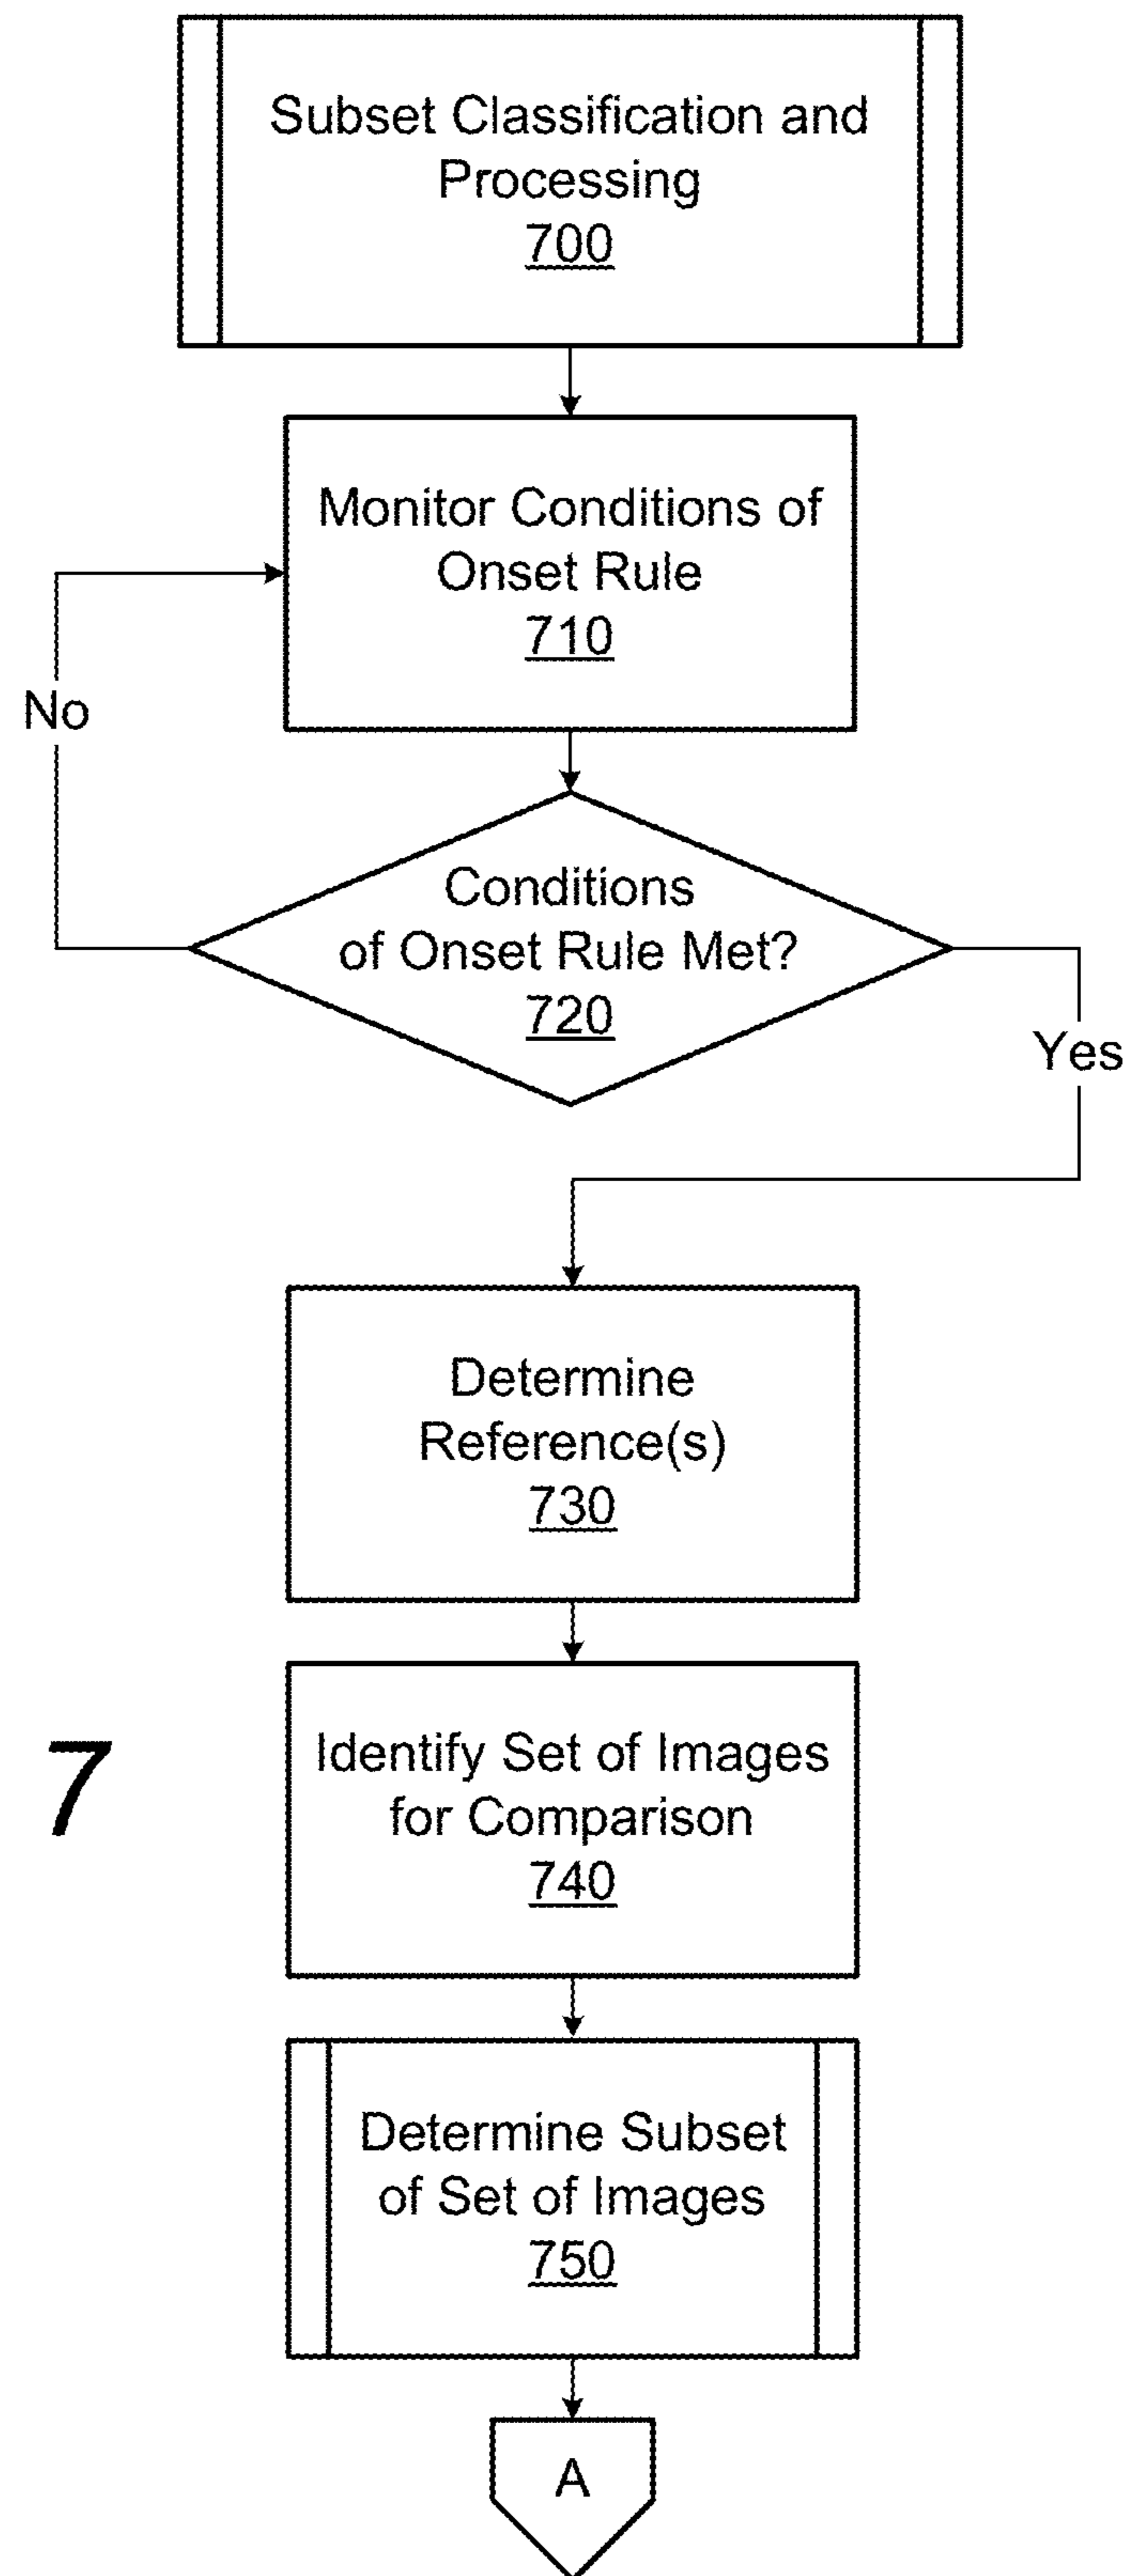 Subset Classification and
Processing
700
Monitor Conditions of
Onset Rule
710
No
Conditions
of Onset Rule Met?
720
Yes
Determine
Reference(s)
730
7
Identify Set of Images
for Comparison
740
Determine Subset
of Set of Images
750
A